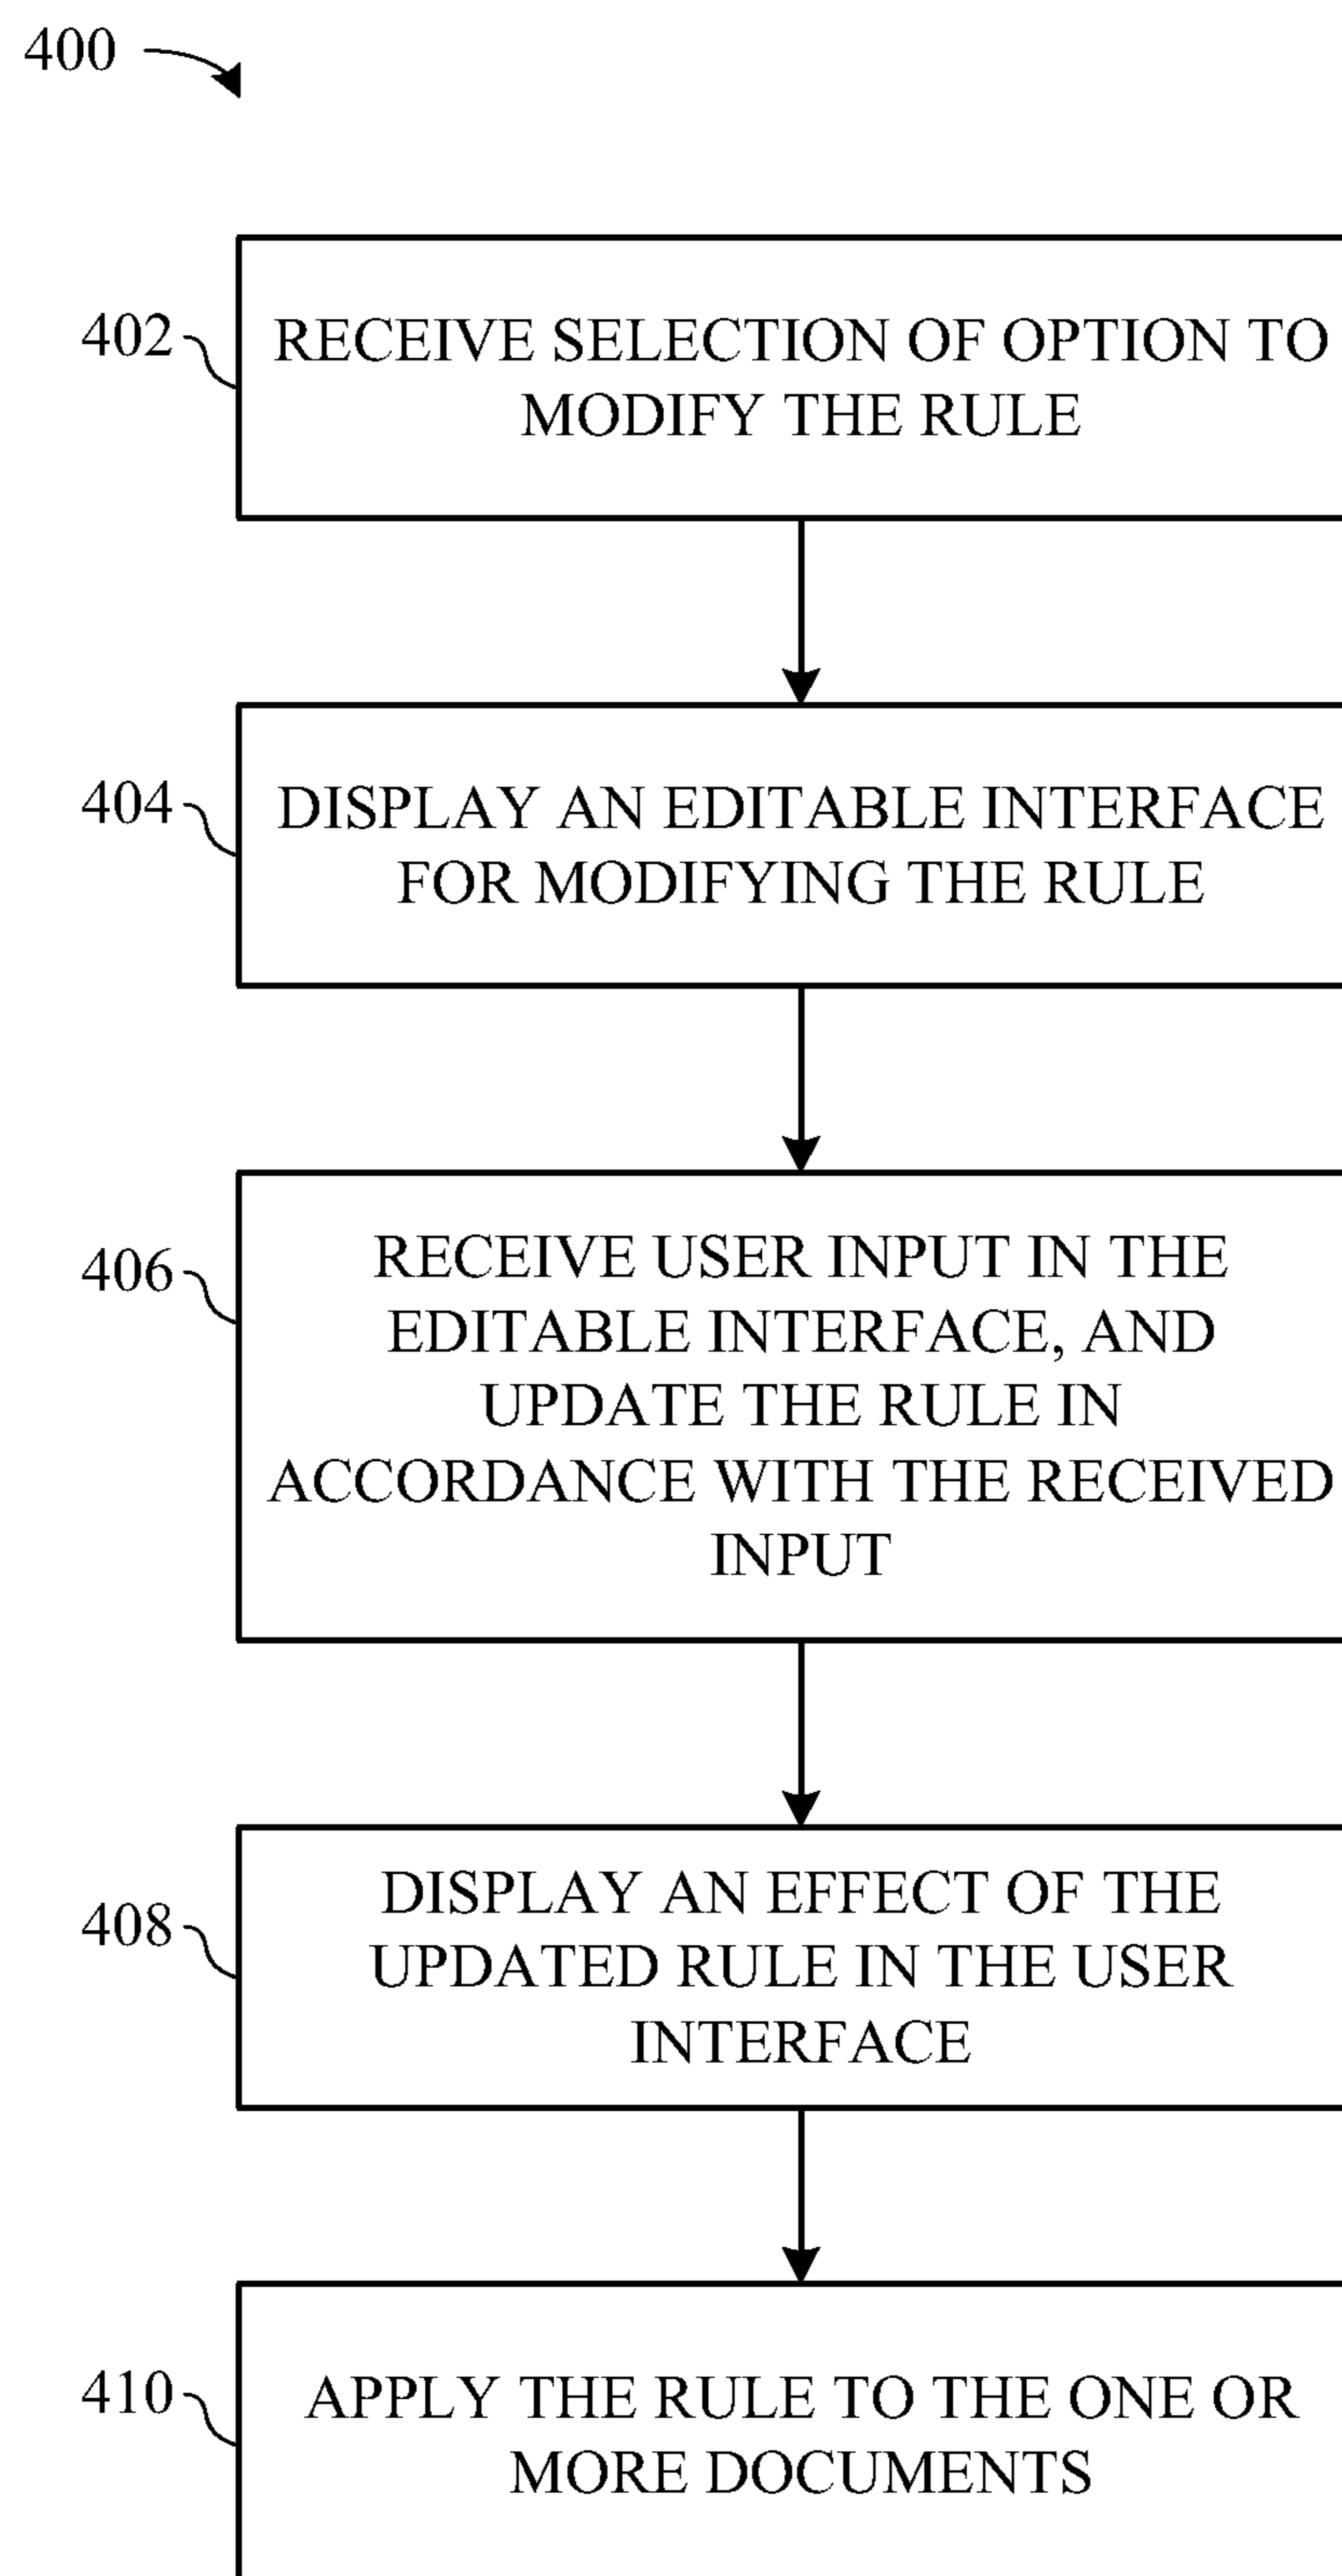 400
402
RECEIVE SELECTION OF OPTION TO
MODIFY THE RULE
404
DISPLAY AN EDITABLE INTERFACE
FOR MODIFYING THE RULE
406
RECEIVE USER INPUT IN THE
EDITABLE INTERFACE, AND
UPDATE THE RULE IN
ACCORDANCE WITH THE RECEIVED
INPUT
408
DISPLAY AN EFFECT OF THE
UPDATED RULE IN THE USER
INTERFACE
410
APPLY THE RULE TO THE ONE OR
MORE DOCUMENTS